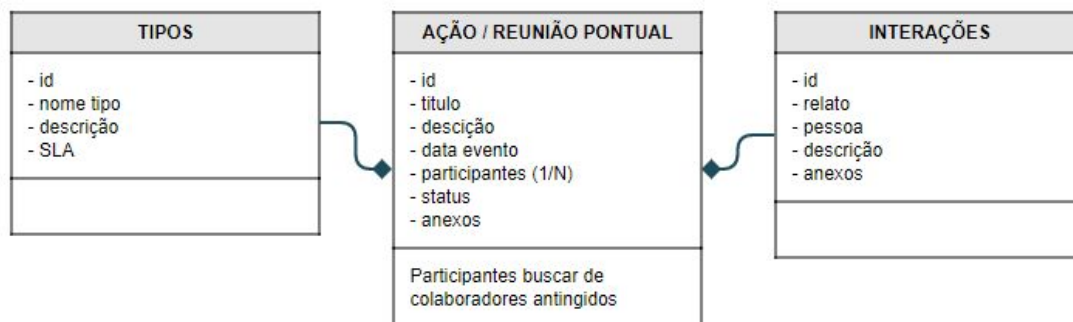 TIPOS
- id
- nome tipo
- descrição
- SLA
AÇÃO / REUNIÃO PONTUAL
- id
- titulo
- descição
- data evento
- participantes (1/N)
- status
- anexos
Participantes buscar de
colaboradores antingidos
INTERAÇÕES
- id
- relato
- pessoa
- descrição
- anexos